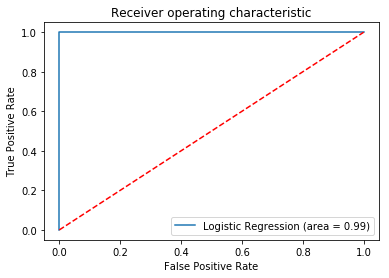 Receiver operating characteristic
1.0
0.8
0.6
0.4
0.2
0.0
True Positive Rate
Logistic Regression (area = 0.99)
0.0 0.2 0.4 0.6 0.8 1.0
False Positive Rate